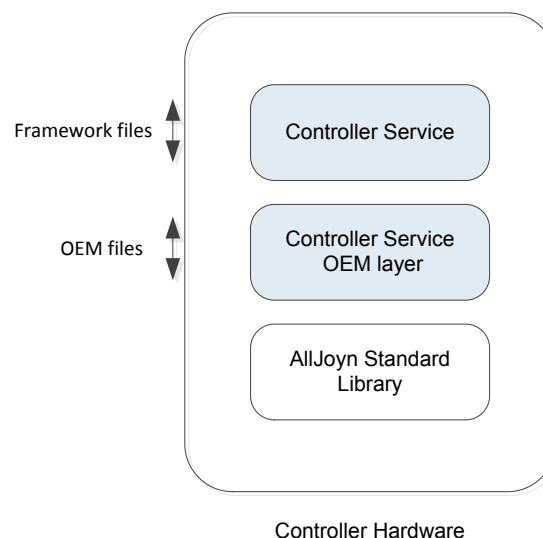 Framework files
Controller Service
OEM files
Controller Service
OEM layer
AllJoyn Standard
Library
Controller Hardware